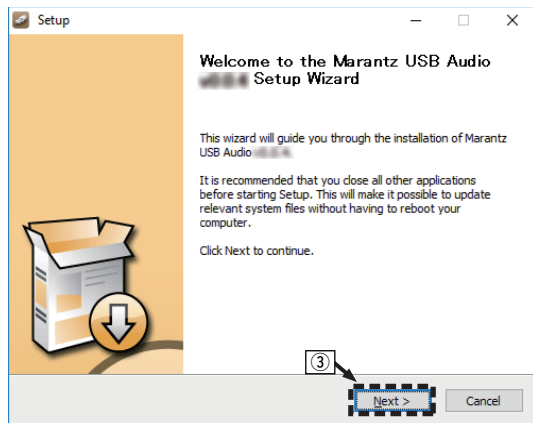 Setup
Welcome to the Marantz USB Audio
Setup Wizard
This wizard will guide you through the installation of Marantz
USB Audio
It is recommended that you close all other applications
before starting Setup. This will make it possible to update
relevant system files without having to reboot your
computer.
Click Next to continue.
③
Next >
Cancel